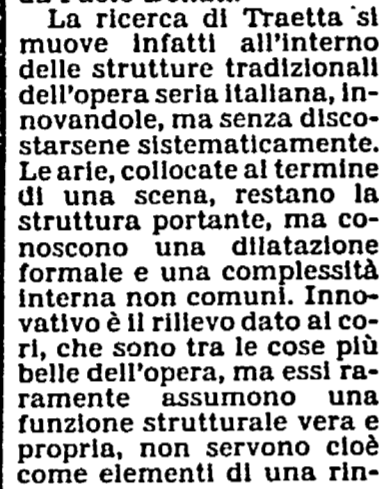 La ricerca di Traetta si
muove infatti all'interno
delle strutture tradizionali
dell'opera seria italiana, in-
novandole, ma senza disco-
starsene sistematicamente.
Le arie, collocate al termine
di una scena, restano la
struttura portante, ma co-
noscono una dilatazione
formale e una complessità
interna non comuni. Inno-
vativo è il rilievo dato ai co-
ri, che sono tra le cose più
belle dell'opera, ma essi ra-
ramente assumono una
funzione strutturale vera e
propria, non servono cioè
come elementi di una rin-